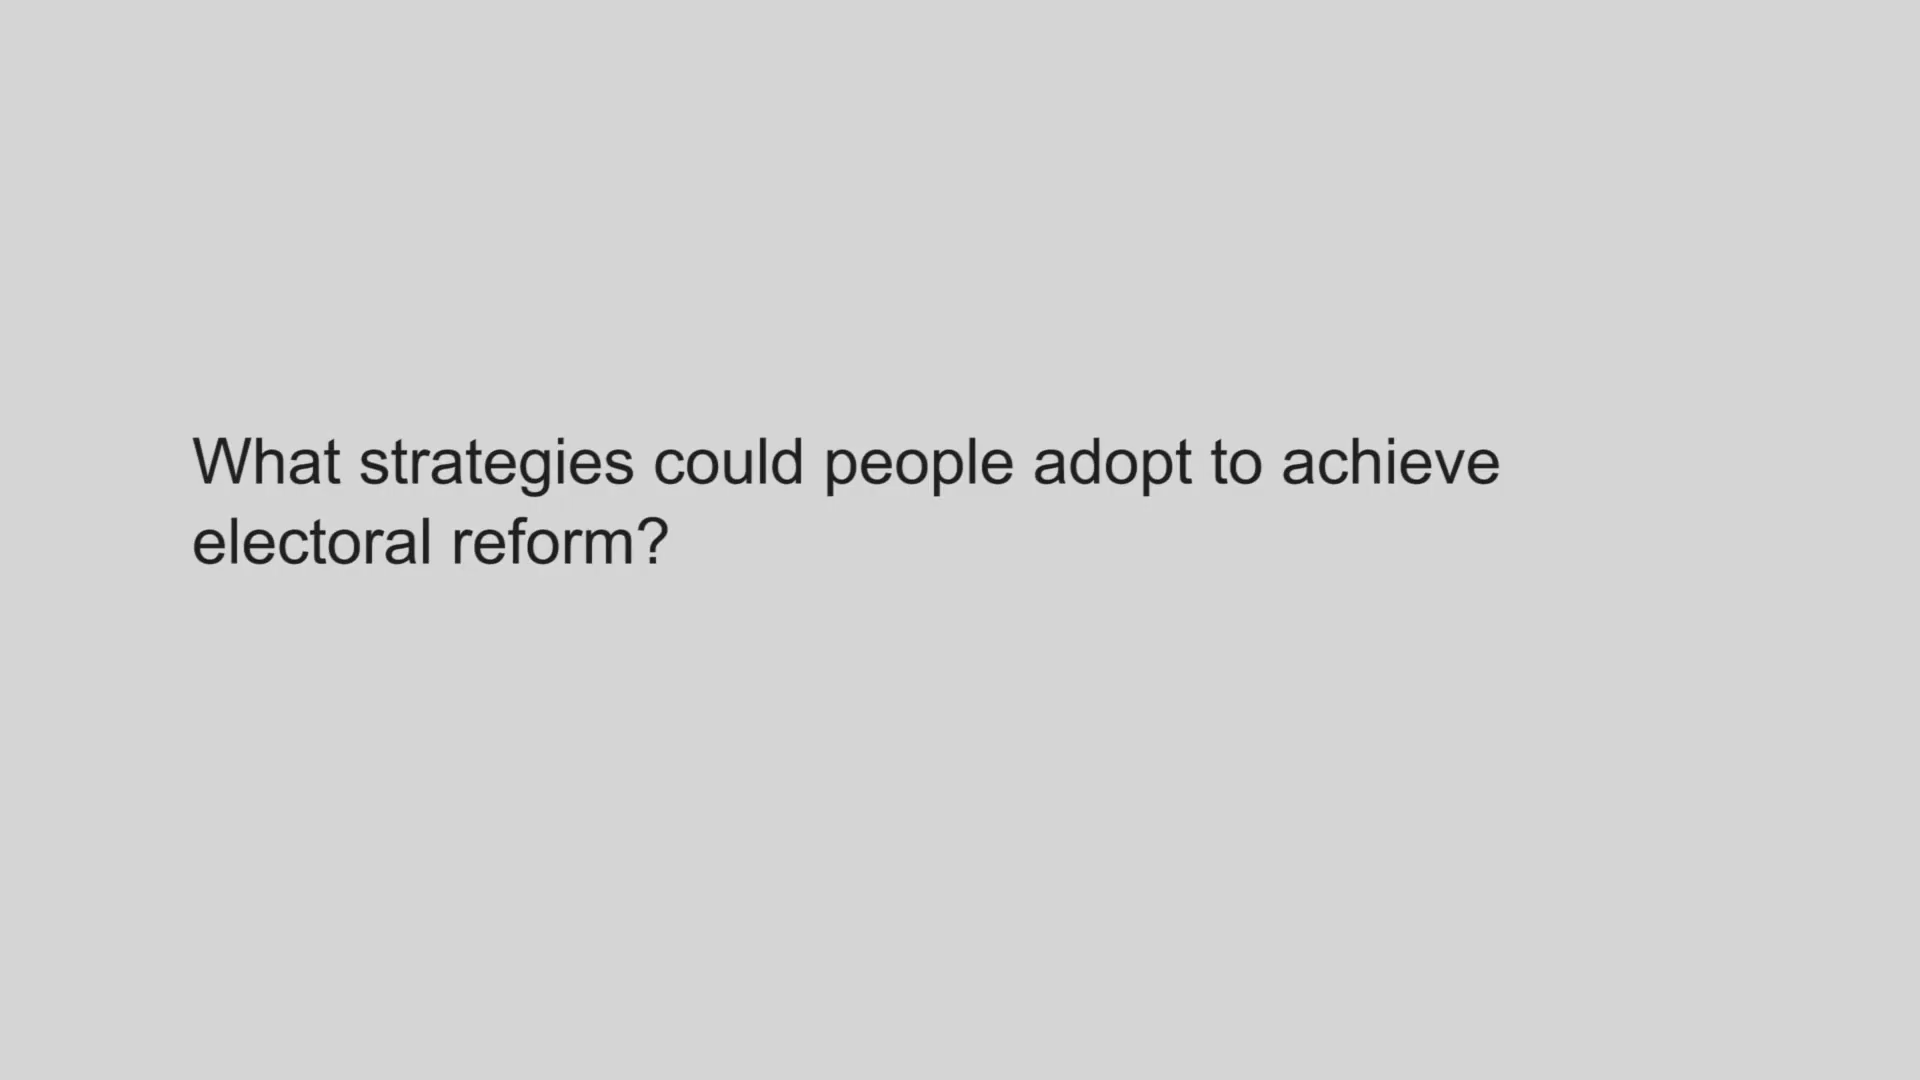 What strategies could people adopt to achieve
electoral reform?